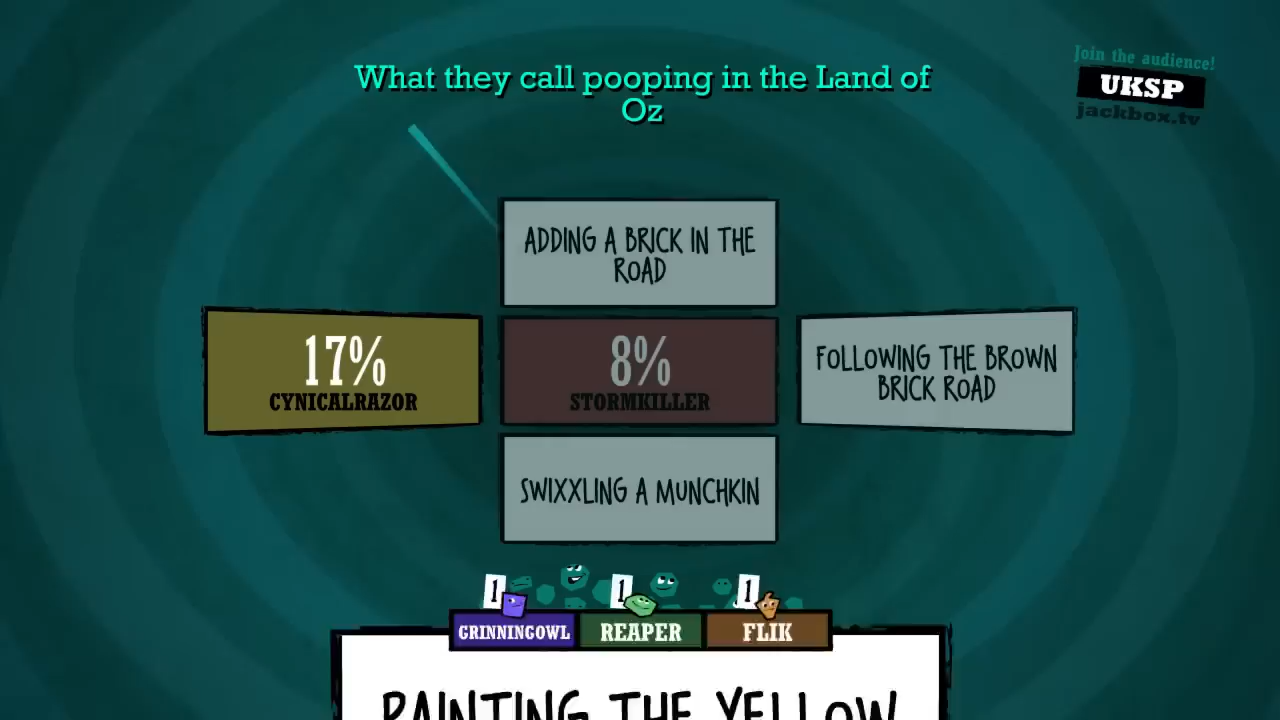 What they call pooping in the Land of
Oz
Join the audience!
UKSP
jackbox.tv
ADDING A BRICK IN THE
ROAD
17%
CYNICALRAZOR
8%
STORMKILLER
FOLLOWING THE BROWN
BRICK ROAD
SWIXXLING A MUNCHKIN
1
1
1
GRINNINGOWL
REAPER
FLIK
PAINTING THE YELLOW